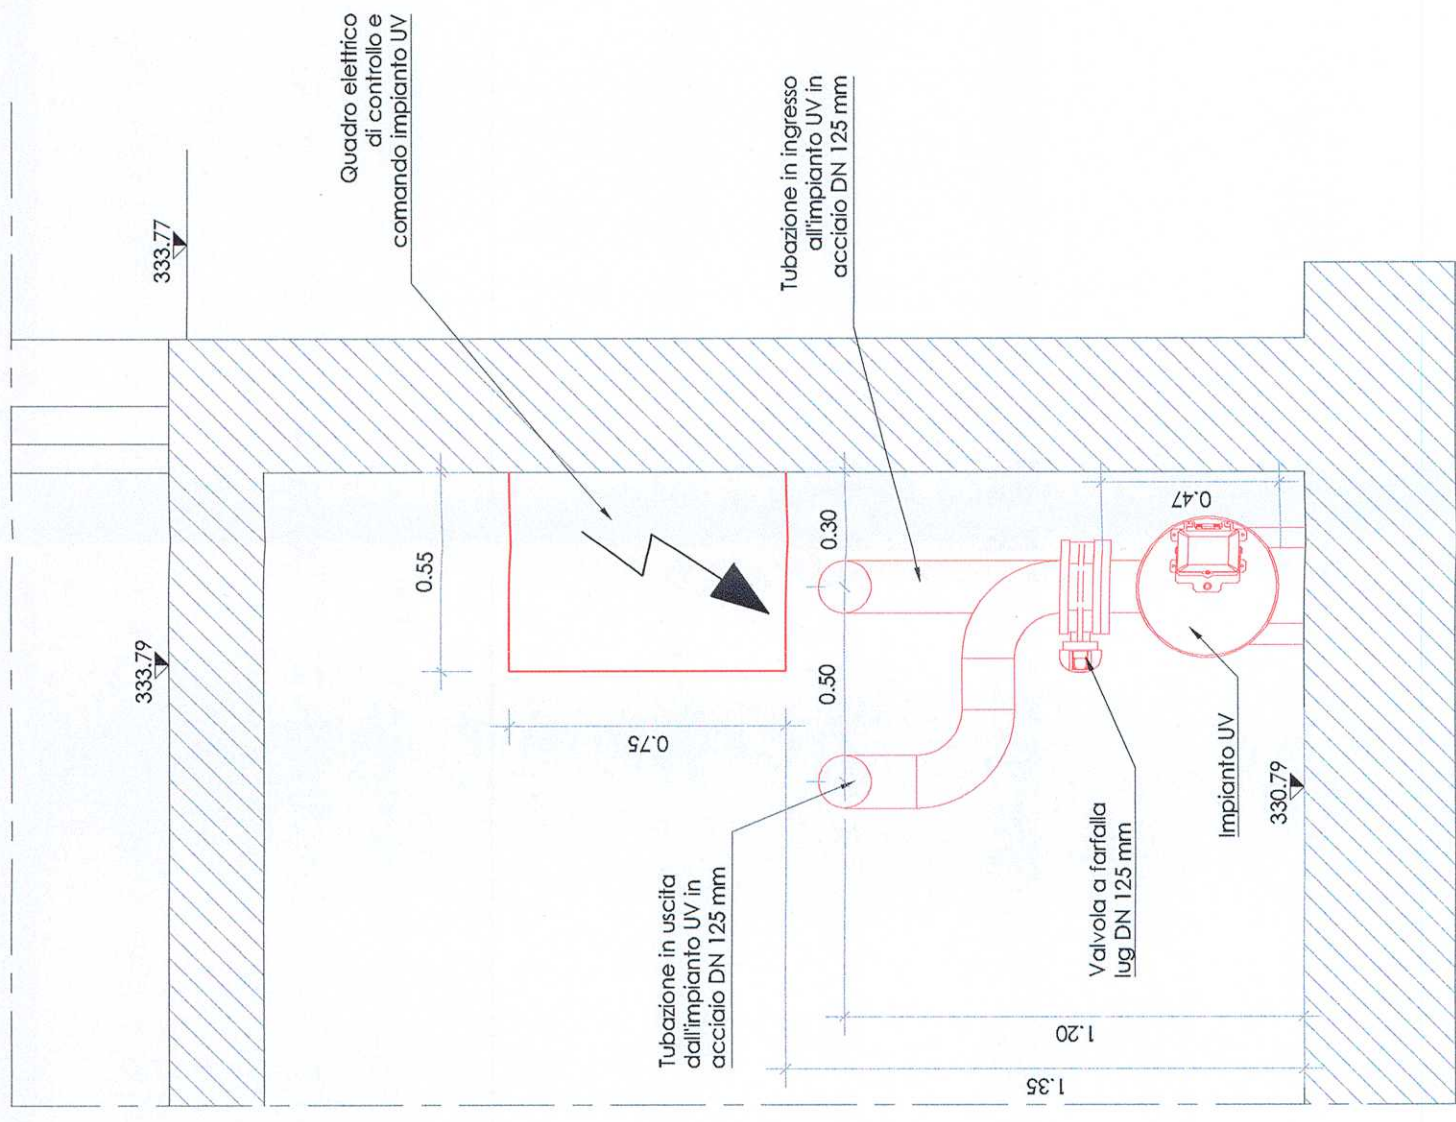 Quadro elettrico
di controllo e
comando impianto UV
333.77
Tubazione in ingresso
all'impianto UV in
acciaio DN 125 mm
333.79
0.55
0.30
0.47
0.50
0.75
Impianto UV
330.79
Tubazione in uscita
dall'impianto UV in
acciaio DN 125 mm
Valvola a farfalla
lug DN 125 mm
1.20
1.35